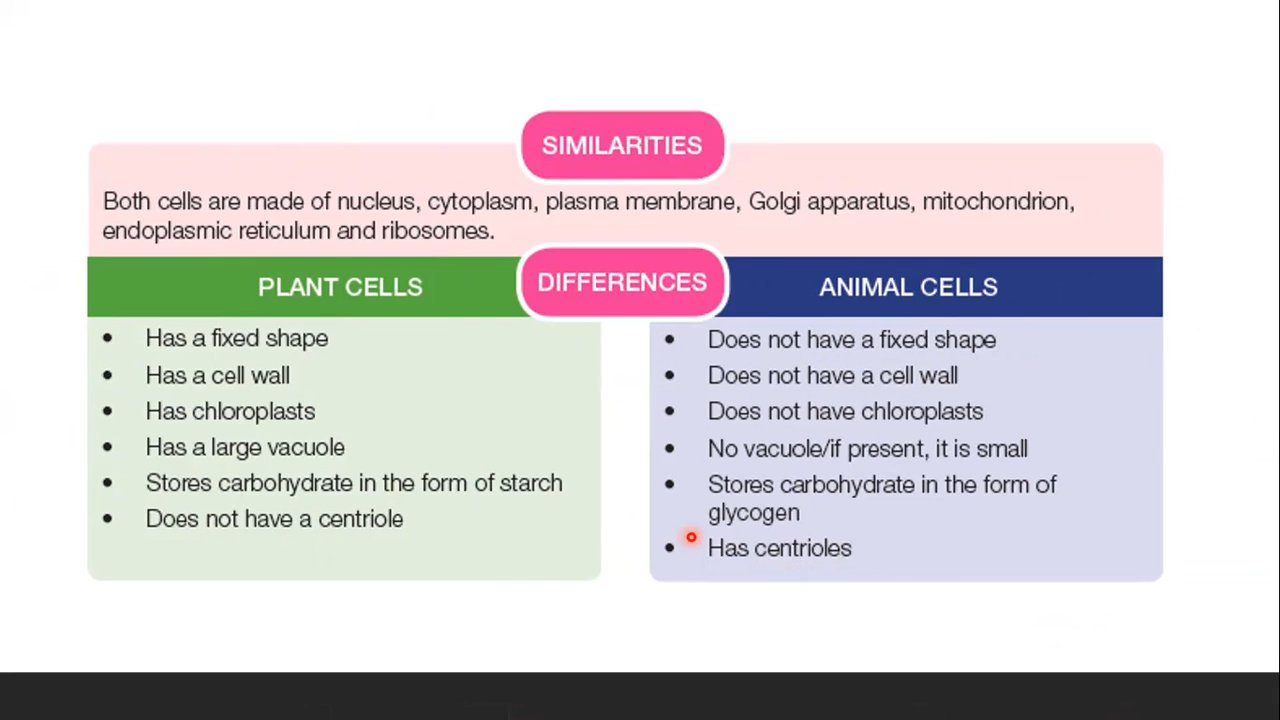 SIMILARITIES
Both cells are made of nucleus, cytoplasm, plasma membrane, Golgi apparatus, mitochondrion,
endoplasmic reticulum and ribosomes.
DIFFERENCES
PLANT CELLS
• Has a fixed shape
• Has a cell wall
• Has chloroplasts
• Has a large vacuole
• Stores carbohydrate in the form of starch
• Does not have a centriole
ANIMAL CELLS
• Does not have a fixed shape
• Does not have a cell wall
• Does not have chloroplasts
• No vacuole/if present, it is small
• Stores carbohydrate in the form of
glycogen
• Has centrioles